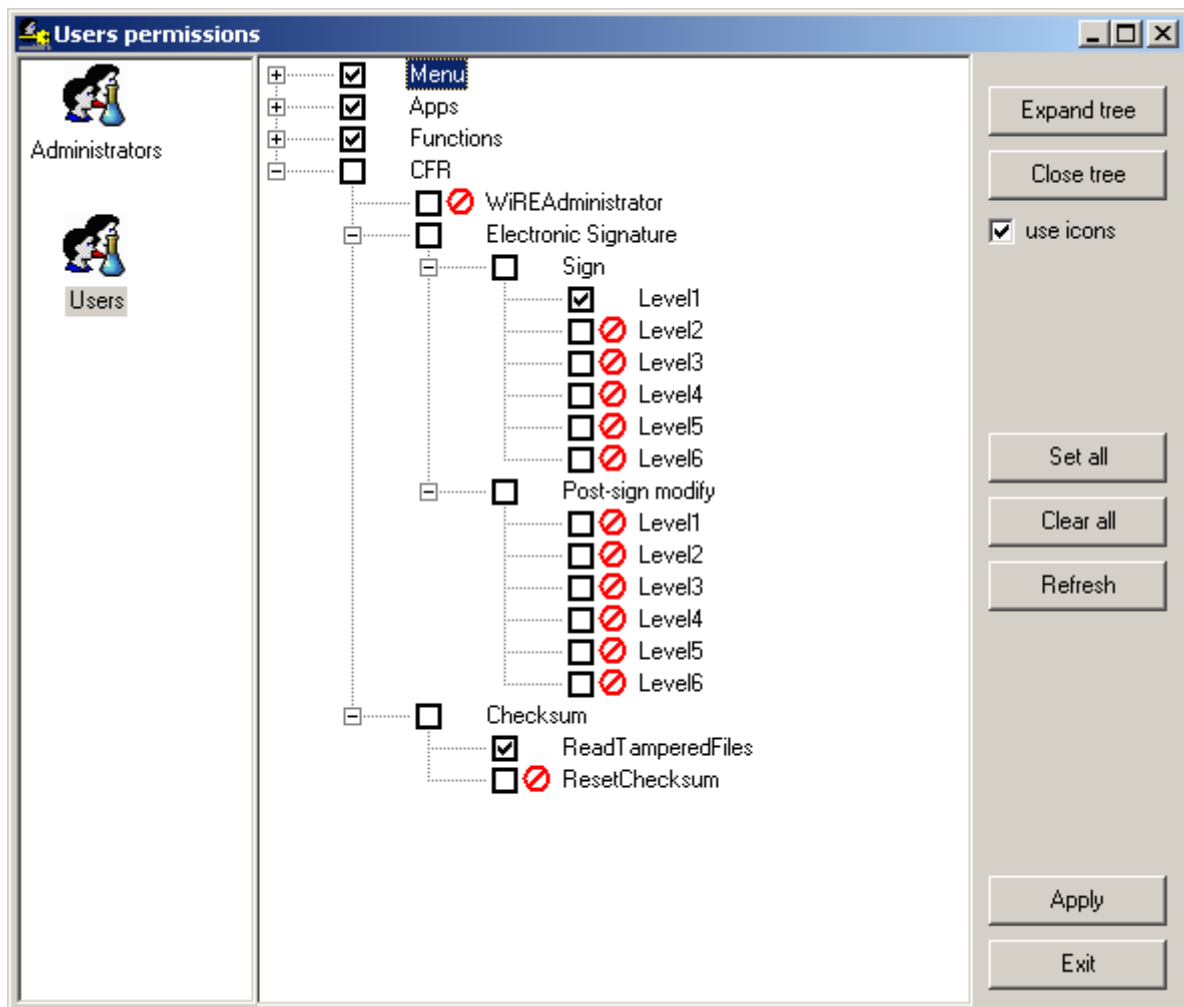 Users permissions
Administrators
Users
Menu
Apps
Functions
CFR
WiREAdministrator
Electronic Signature
Sign
Level1
Level2
Level3
Level4
Level5
Level6
Post-sign modify
Level1
Level2
Level3
Level4
Level5
Level6
Checksum
ReadTamperedFiles
ResetChecksum
Expand tree
Close tree
use icons
Set all
Clear all
Refresh
Apply
Exit